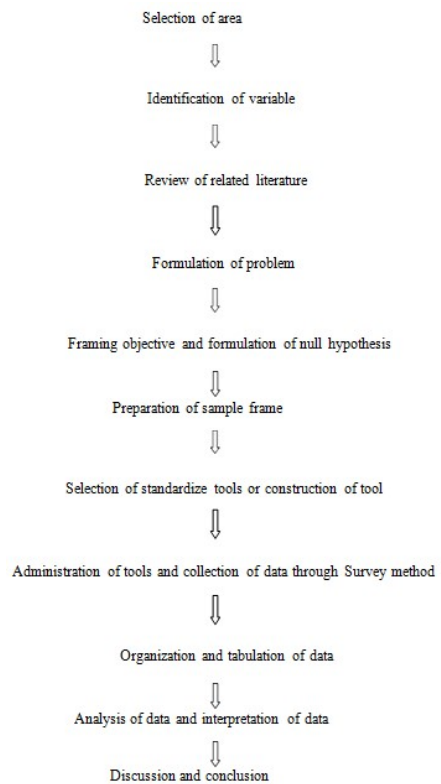 Selection of area
Identification of variable
Review of related literature
Formulation of problem
Framing objective and formulation of null hypothesis
Preparation of sample frame
Selection of standardize tools or construction of tool
Administration of tools and collection of data through Survey method
Organization and tabulation of data
Analysis of data and interpretation of data
Discussion and conclusion